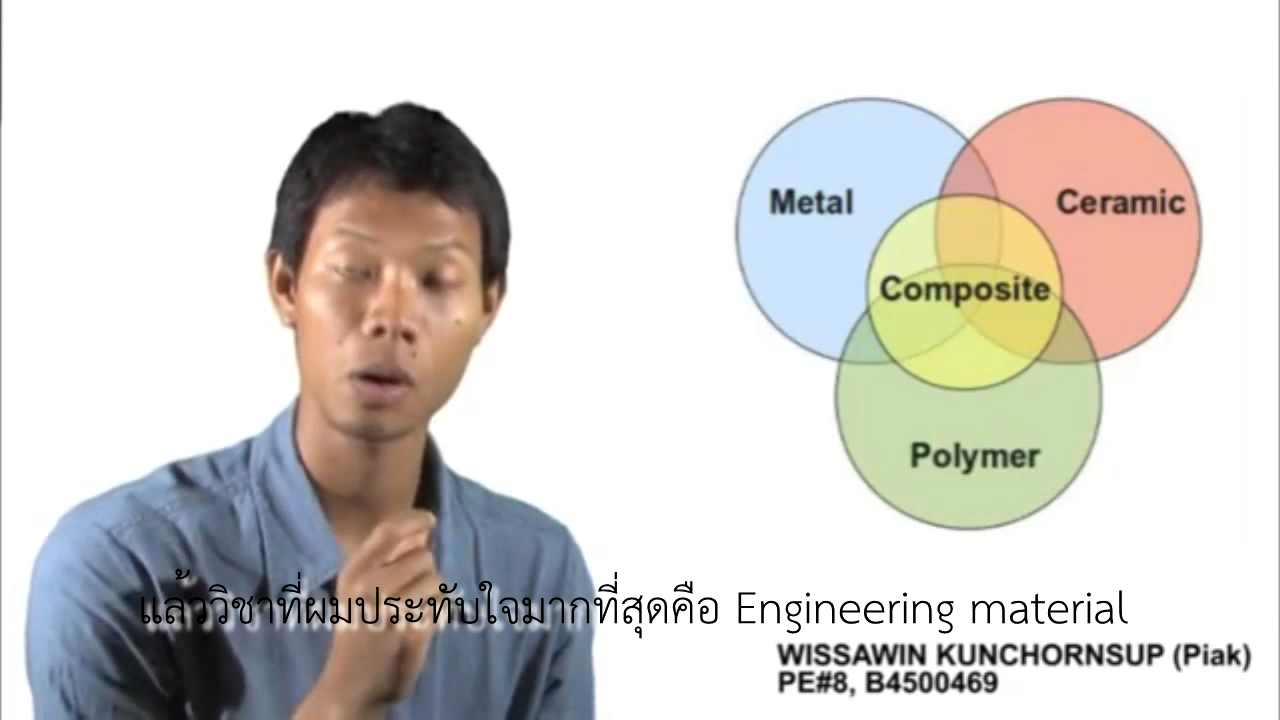 Metal
Ceramic
Composite
Polymer
แล้ววิชาที่ผมประทับใจมากที่สุดคือ Engineering material
WISSAWIN KUNCHORNSUP (Piak)
PE#8, B4500469